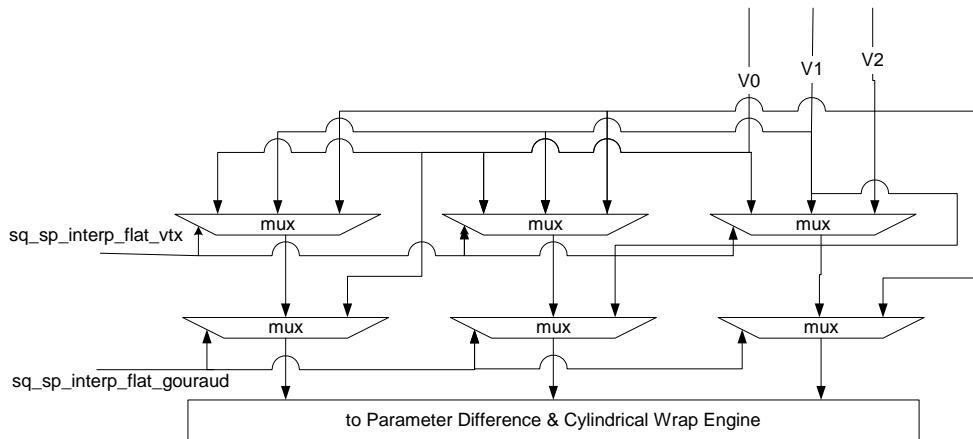 V0
V1
V2
mux
mux
mux
sq_sp_interp_flat_vtx
mux
mux
mux
sq_sp_interp_flat_gouraud
to Parameter Difference & Cylindrical Wrap Engine